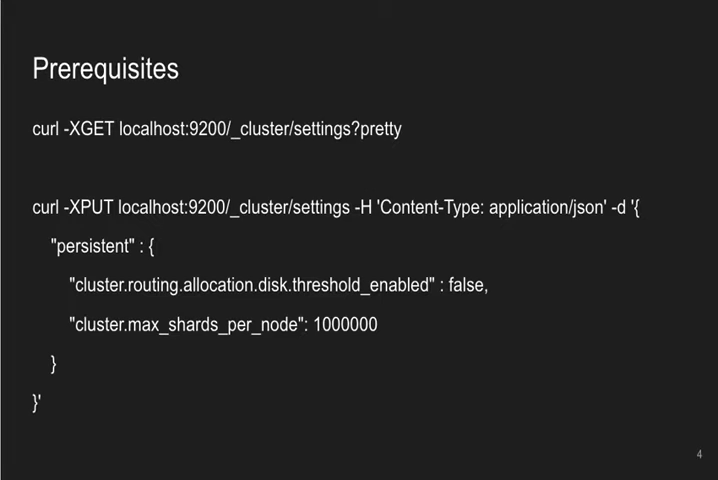 Prerequisites
curl -XGET localhost:9200/_cluster/settings?pretty
curl -XPUT localhost:9200/_cluster/settings -H 'Content-Type: application/json' -d '{
"persistent" : {
"cluster.routing.allocation.disk.threshold_enabled" : false,
"cluster.max_shards_per_node": 1000000
}
}'
4